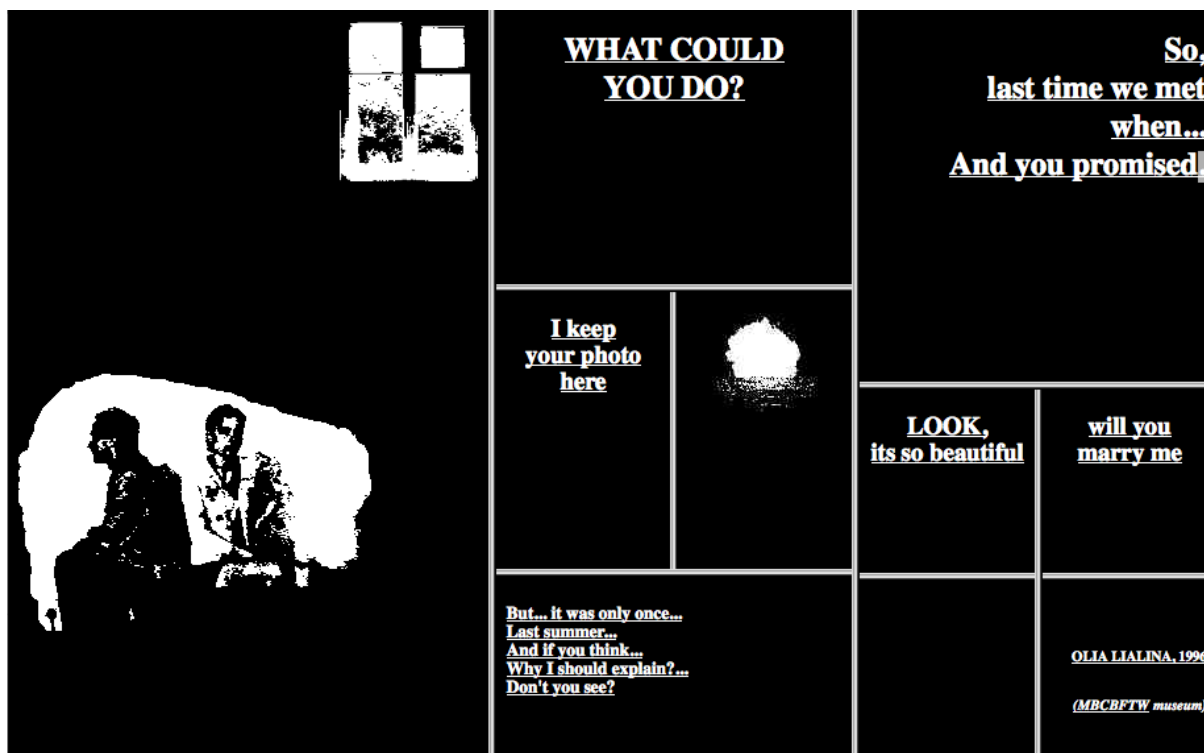 WHAT COULD
YOU DO?
So,
last time we met
when...
And you promised.
I keep
your photo
here
LOOK,
its so beautiful
will you
marry me
But... it was only once...
Last summer...
And if you think...
Why I should explain?...
Don't you see?
OLIA LIALINA, 1996
(MBCBFTW museum)